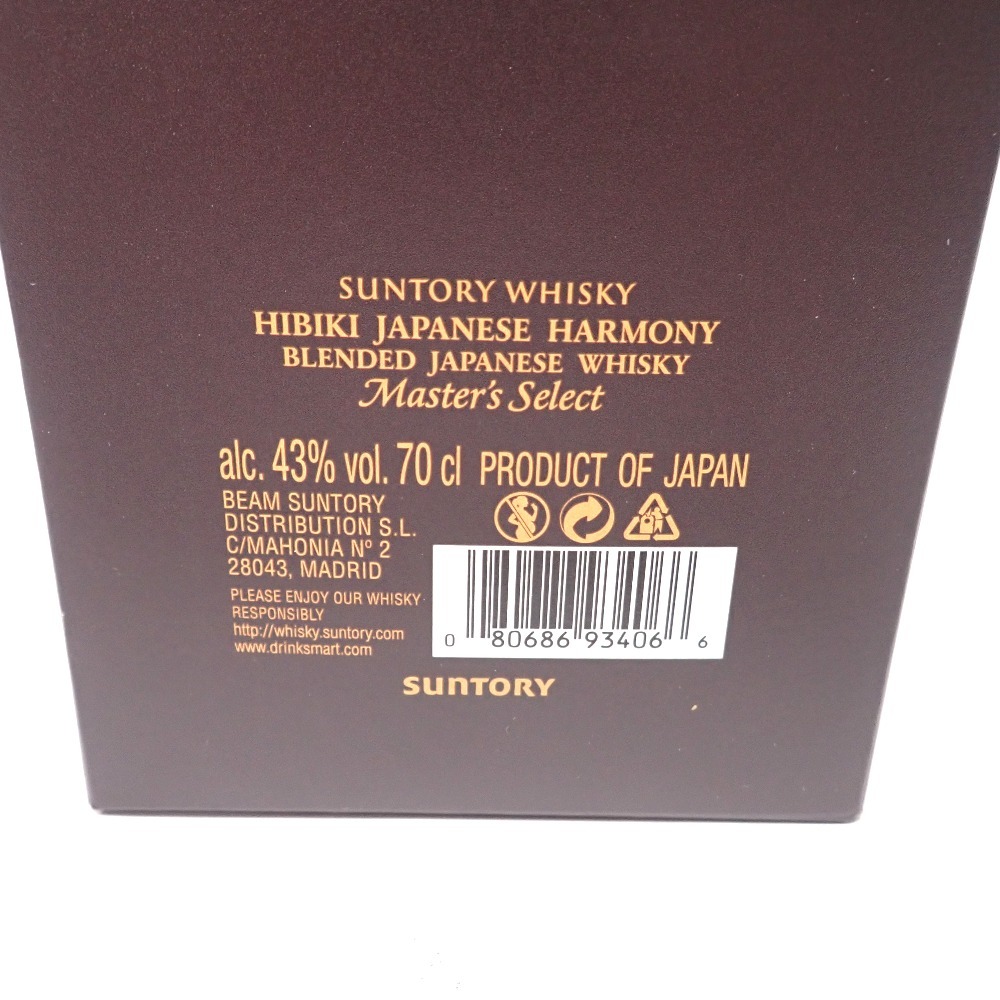 SUNTORY WHISKY
HIBIKI JAPANESE HARMONY
BLENDED JAPANESE WHISKY
Master's Select
alc. 43% vol. 70 cl PRODUCT OF JAPAN
BEAM SUNTORY
DISTRIBUTION S.L.
C/MAHONIA Nº 2
28043, MADRID
PLEASE ENJOY OUR WHISKY
RESPONSIBLY
http://whisky.suntory.com
www.drinksmart.com
0 80686 93406 6
SUNTORY